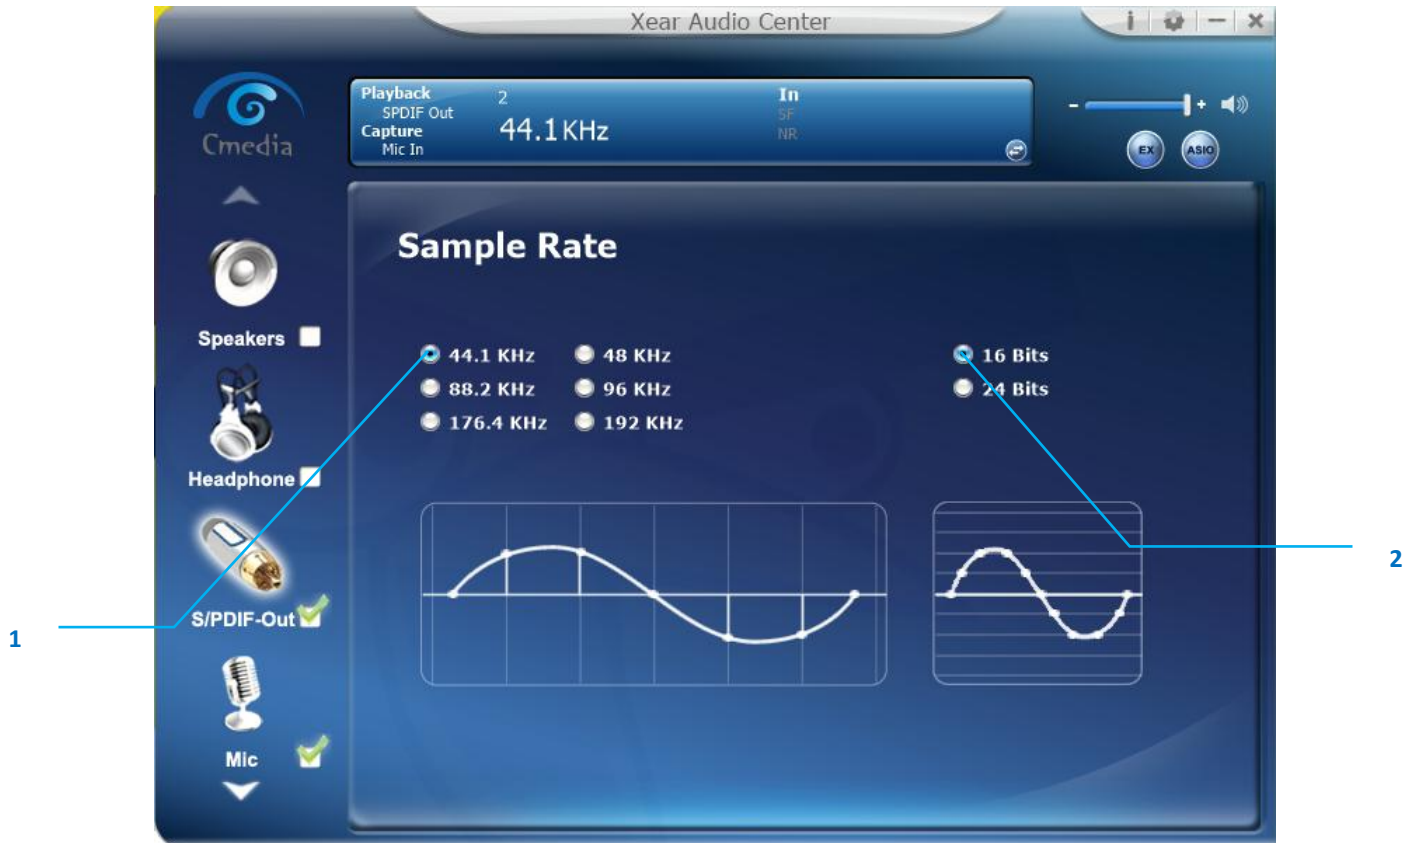 Xear Audio Center
i
Cmedia
Playback 2 In
SPDIF Out SF
Capture 44.1KHz
Mic In NR
- +
EX ASIO
Sample Rate
Speakers
44.1 KHz 48 KHz 16 Bits
88.2 KHz 96 KHz 24 Bits
176.4 KHz 192 KHz
Headphone
2
S/PDIF-Out
1
Mic